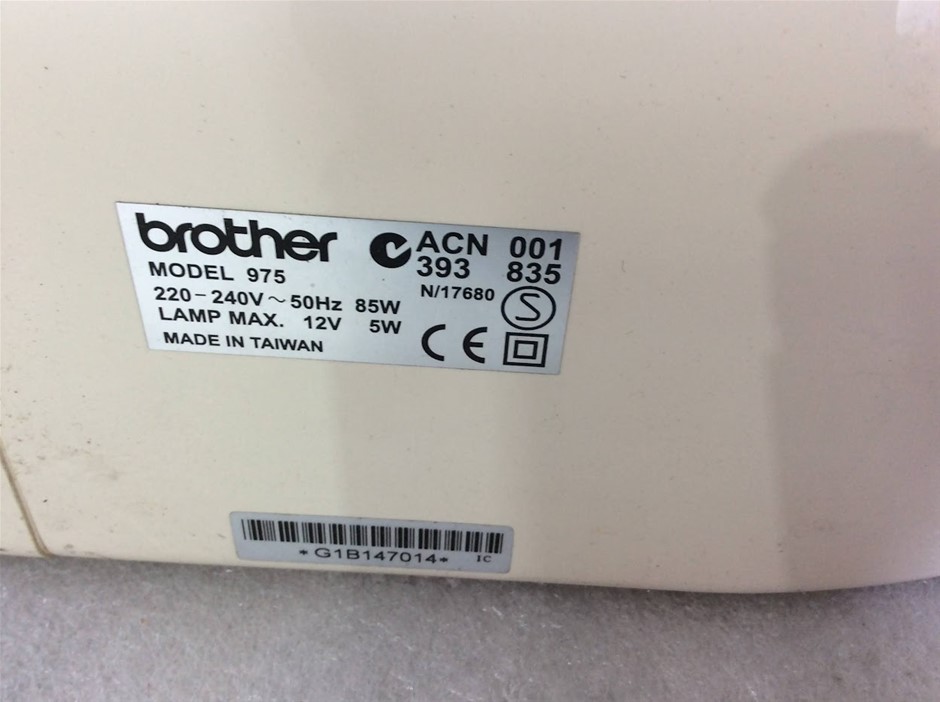 brother
MODEL 975
220-240V~50Hz 85W
LAMP MAX. 12V 5W
MADE IN TAIWAN
ACN 001
393 835
N/17680
S
CE
*G1B147014* IC